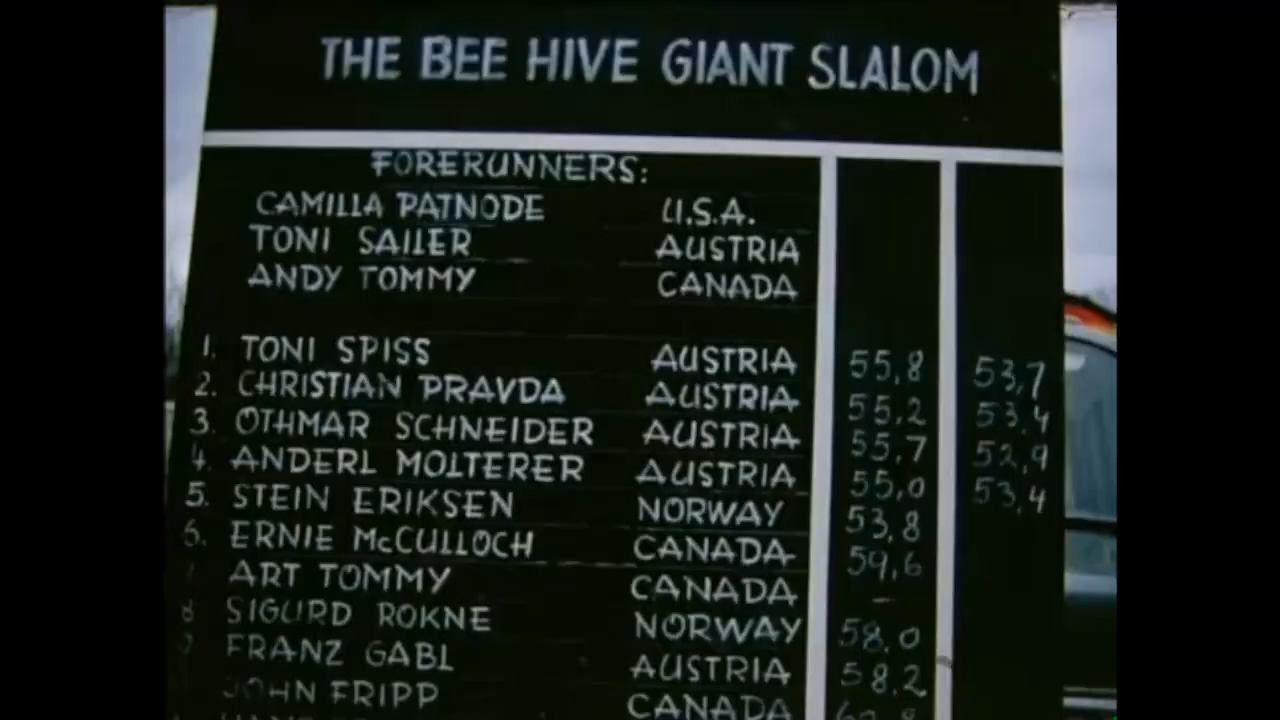 THE BEE HIVE GIANT SLALOM
FORERUNNERS:
CAMILLA PATNODE U.S.A.
TONI SAILER AUSTRIA
ANDY TOMMY CANADA
1. TONI SPISS AUSTRIA 55,8 53,7
2. CHRISTIAN PRAVDA AUSTRIA 55,2 53,4
3. OTHMAR SCHNEIDER AUSTRIA 55,7 52,9
4. ANDERL MOLTERER AUSTRIA 55,0 53,4
5. STEIN ERIKSEN NORWAY 53,8
6. ERNIE McCULLOCH CANADA 59,6
ART TOMMY CANADA –
8 SIGURD ROKNE NORWAY 58.0
FRANZ GABL AUSTRIA 58.2
JOHN FRIPP CANADA